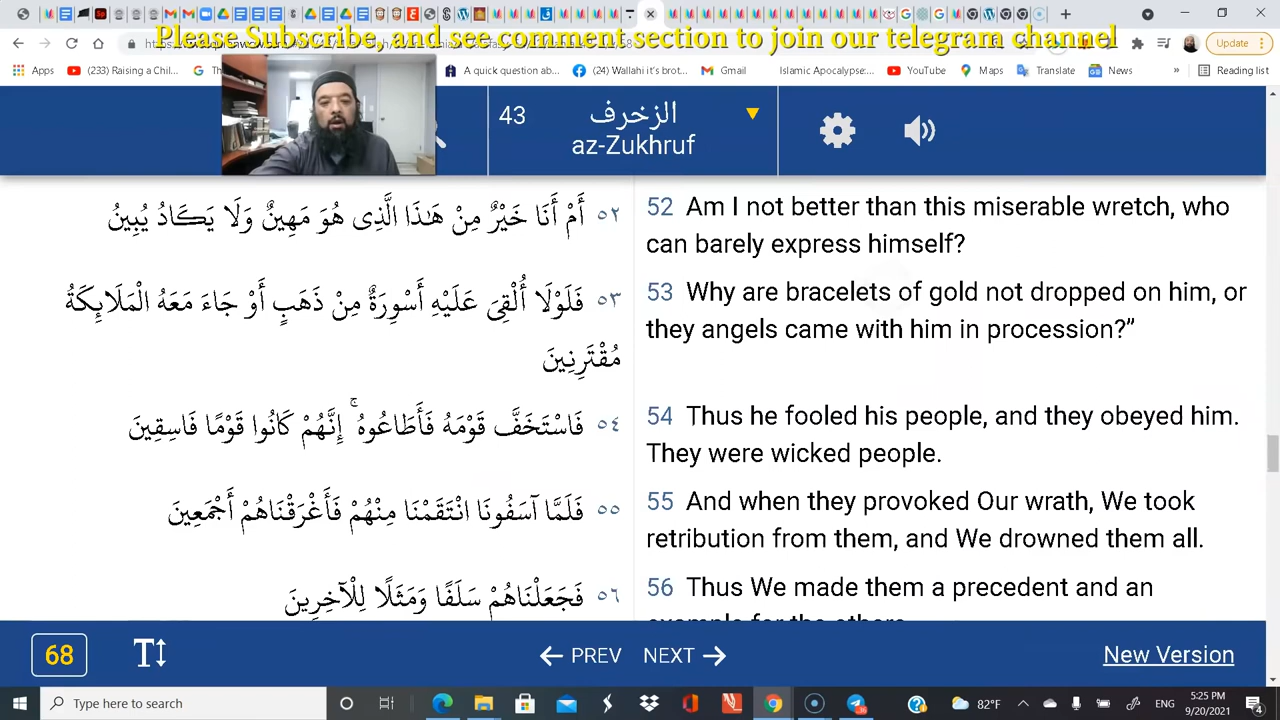 Please Subscribe, and see comment section to join our telegram channel
Update
Apps
(233) Raising a Chil...
A quick question ab...
(24) Wallahi it's brot...
Gmail
Islamic Apocalypse:...
YouTube
Maps
Translate
News
»
Reading list
43
الزخرف
az-Zukhruf
٥٢ أَمْ أَنَا خَيْرٌ مِنْ هَٰذَا الَّذِى هُوَ مَهِينٌ وَلَا يَكَادُ يُبِينُ
52 Am I not better than this miserable wretch, who
can barely express himself?
٥٣ فَلَوْلَا أُلْقِىَ عَلَيْهِ أَسْوِرَةٌ مِنْ ذَهَبٍ أَوْ جَاءَ مَعَهُ الْمَلَائِكَةُ
مُقْتَرِنِينَ
53 Why are bracelets of gold not dropped on him, or
they angels came with him in procession?”
٥٤ فَاسْتَخَفَّ قَوْمَهُ فَأَطَاعُوهُ ۚ إِنَّهُمْ كَانُوا قَوْمًا فَاسِقِينَ
54 Thus he fooled his people, and they obeyed him.
They were wicked people.
٥٥ فَلَمَّا آسَفُونَا انْتَقَمْنَا مِنْهُمْ فَأَغْرَقْنَاهُمْ أَجْمَعِينَ
55 And when they provoked Our wrath, We took
retribution from them, and We drowned them all.
٥٦ فَجَعَلْنَاهُمْ سَلَفًا وَمَثَلًا لِلْآخِرِينَ
56 Thus We made them a precedent and an
example for the others
68
T
PREV NEXT
New Version
Type here to search
82°F
ENG
5:25 PM
9/20/2021